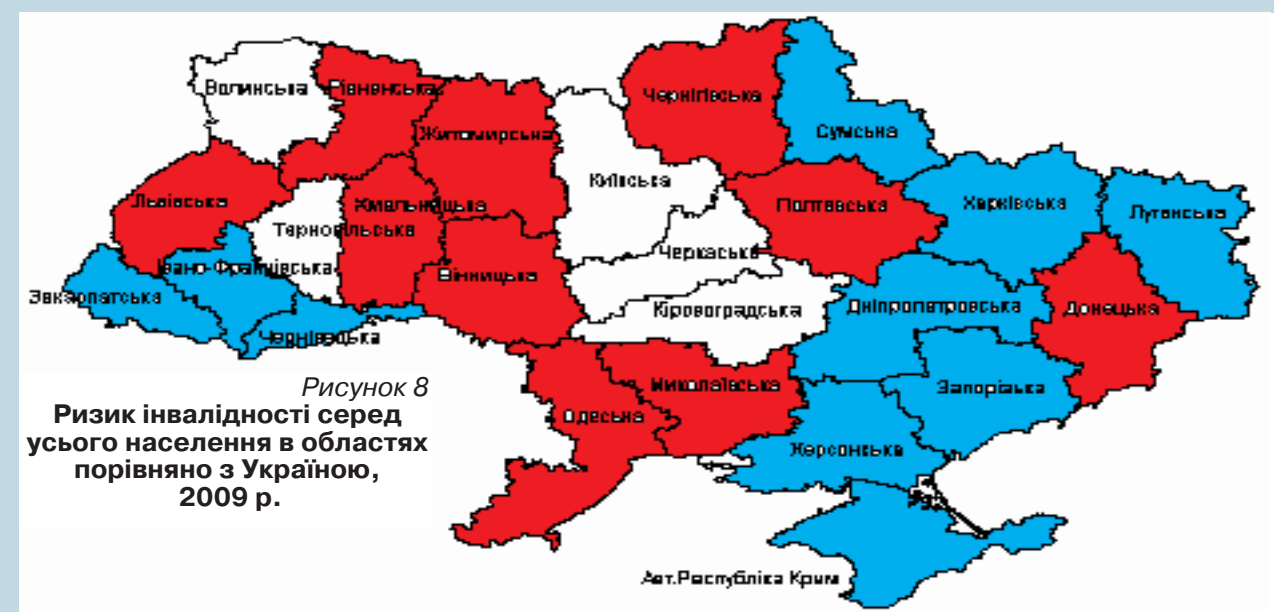 Волинська
Рівненська
Житомирська
Чернігівська
Сумська
Київська
Львівська
Тернопільська
Хмельницька
Полтавська
Харківська
Луганська
Івано-Франківська
Вінницька
Черкаська
Закарпатська
Чернівецька
Кіровоградська
Дніпропетровська
Донецька
Миколаївська
Запорізька
Одеська
Херсонська
Авт.Республіка Крим
Рисунок 8
Ризик інвалідності серед
усього населення в областях
порівняно з Україною,
2009 р.